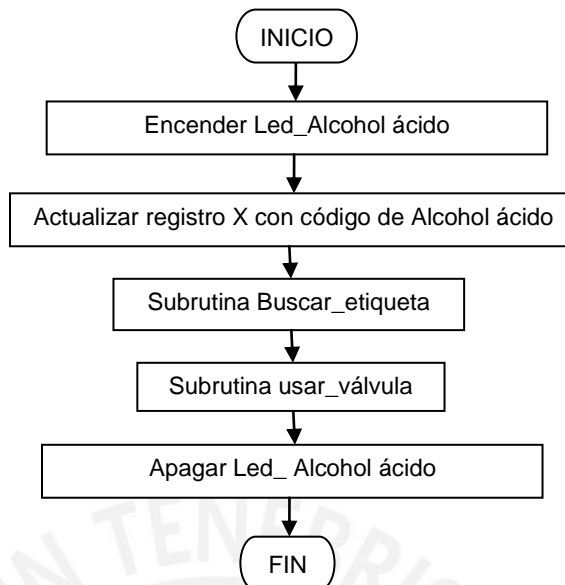 INICIO
Encender Led_Alcohol ácido
Actualizar registro X con código de Alcohol ácido
Subrutina Buscar_etiqueta
Subrutina usar_válvula
Apagar Led_ Alcohol ácido
FIN